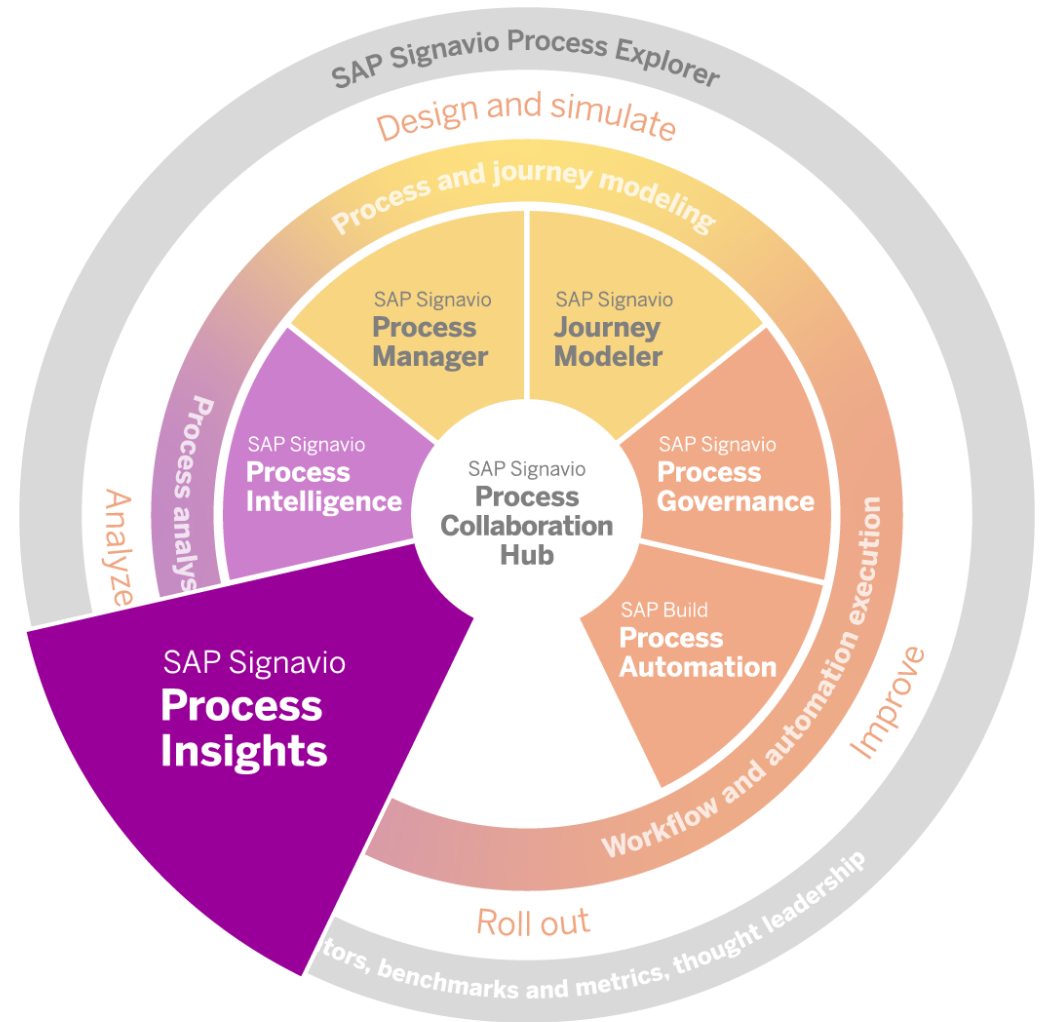 SAP Signavio Process Explorer
Design and simulate
Process and journey modeling
SAP Signavio
Process
Manager
SAP Signavio
Journey
Modeler
SAP Signavio
Process
Intelligence
SAP Signavio
Process
Collaboration
Hub
SAP Signavio
Process
Governance
Process analys
Analyze
SAP Build
Process
Automation
SAP Signavio
Process
Insights
Workflow and automation execution
Improve
Roll out
tors, benchmarks and metrics, thought leadership